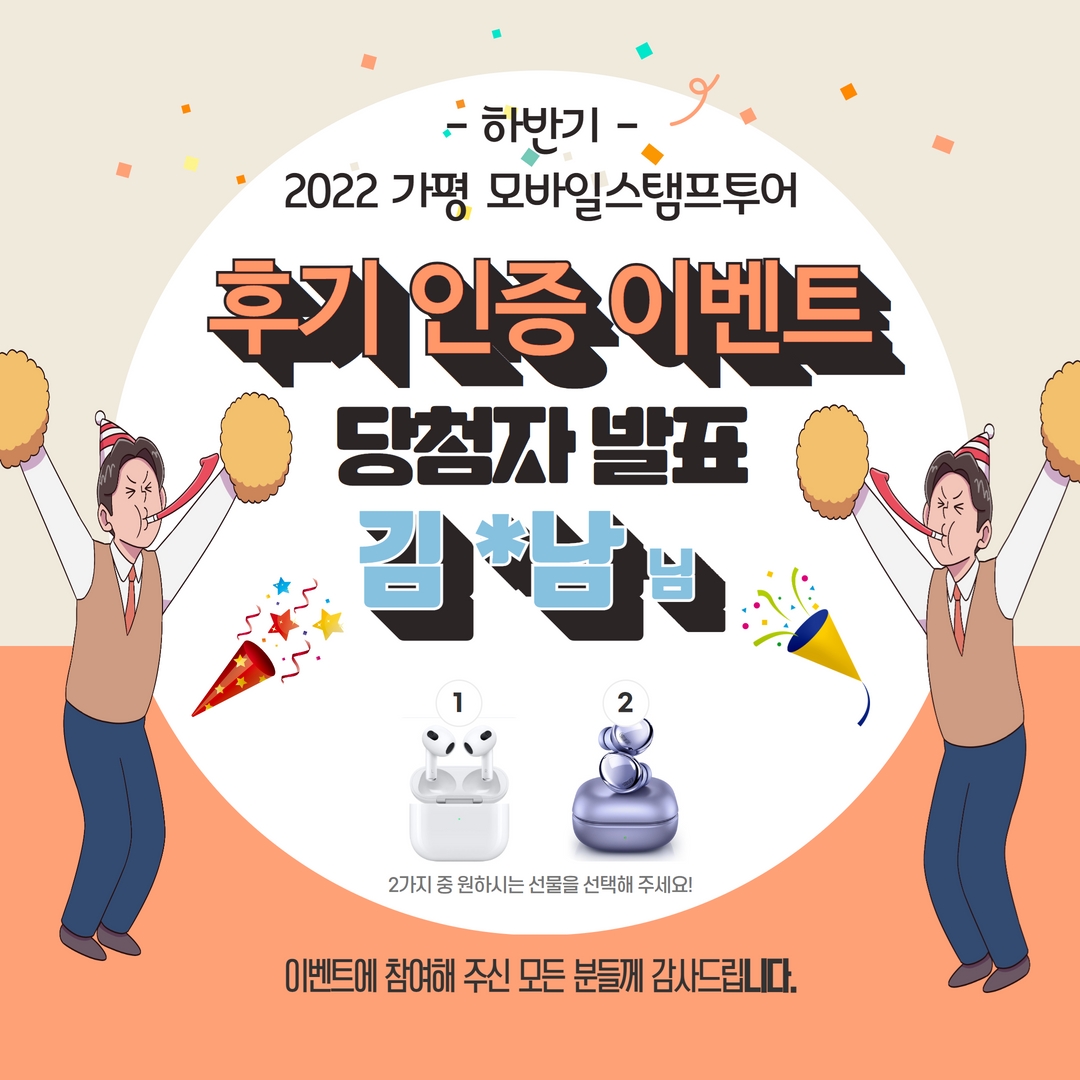 - 하반기 -
2022 가평 모바일스탬프투어
후기 인증 이벤트
당첨자 발표
김 *남 님
1 2
2가지 중 원하시는 선물을 선택해 주세요!
이벤트에 참여해 주신 모든 분들께 감사드립니다.